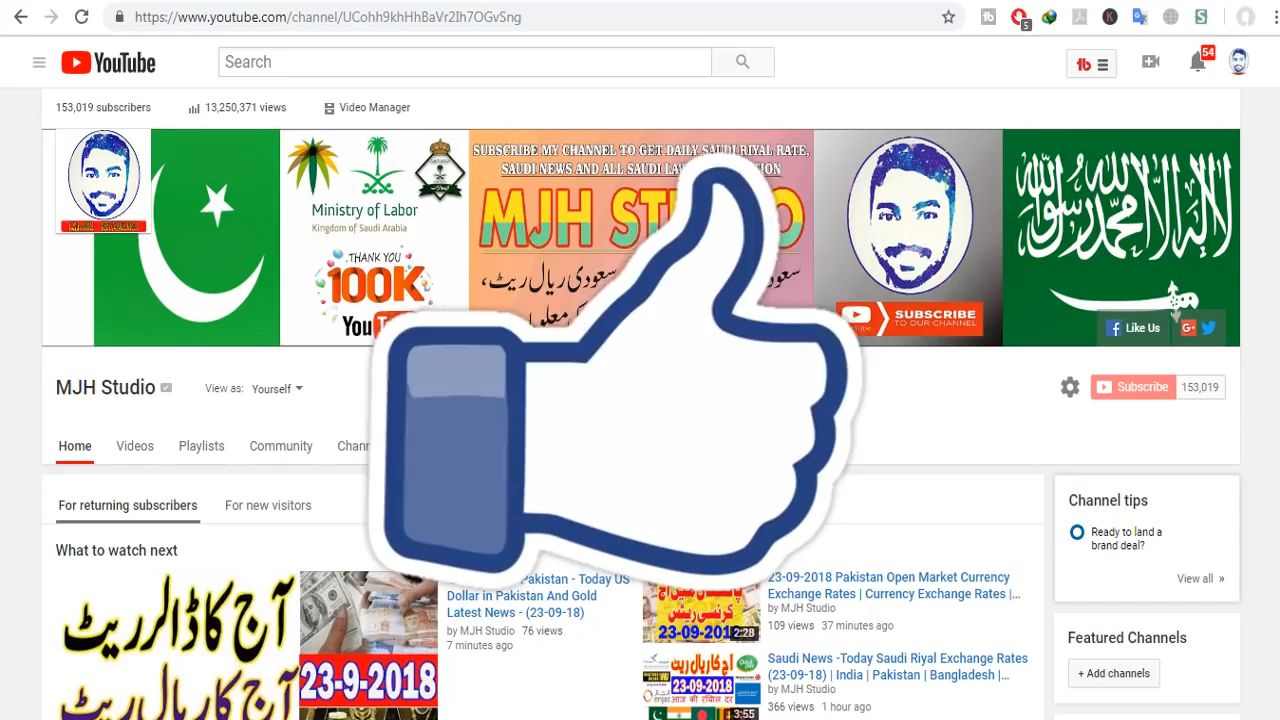 https://www.youtube.com/channel/UCohh9khHhBaVr2Ih7OGvSng
5
YouTube
Search
54
153,019 subscribers
13,250,371 views
Video Manager
SUBSCRIBE MY CHANNEL TO GET DAILY SAUDI RIYAL RATE,
SAUDI NEWS AND ALL SAUDI
Ministry of Labor
Kingdom of Saudi Arabia
MJH
سعودی ریال ریٹ،
THANK YOU
100K
You
SUBSCRIBE
TO OUR CHANNEL
لا إله إلا الله محمد رسول الله
Like Us
MJH Studio
View as: Yourself
Subscribe 153,019
Home
Videos
Playlists
Community
For returning subscribers
For new visitors
What to watch next
آج کا ڈالر ریٹ
آج کا ریال ریٹ
23-9-2018
Pakistan - Today US
Dollar in Pakistan And Gold
Latest News - (23-09-18)
by MJH Studio 76 views
7 minutes ago
کرنسی ریٹس
2:28
23-09-2018 Pakistan Open Market Currency
Exchange Rates | Currency Exchange Rates |...
by MJH Studio
109 views 37 minutes ago
آج کا ریال ریٹ
23-09-2018
3:55
Saudi News -Today Saudi Riyal Exchange Rates
(23-09-18) | India | Pakistan | Bangladesh |...
by MJH Studio
366 views 1 hour ago
Channel tips
Ready to land a
brand deal?
View all »
Featured Channels
+ Add channels